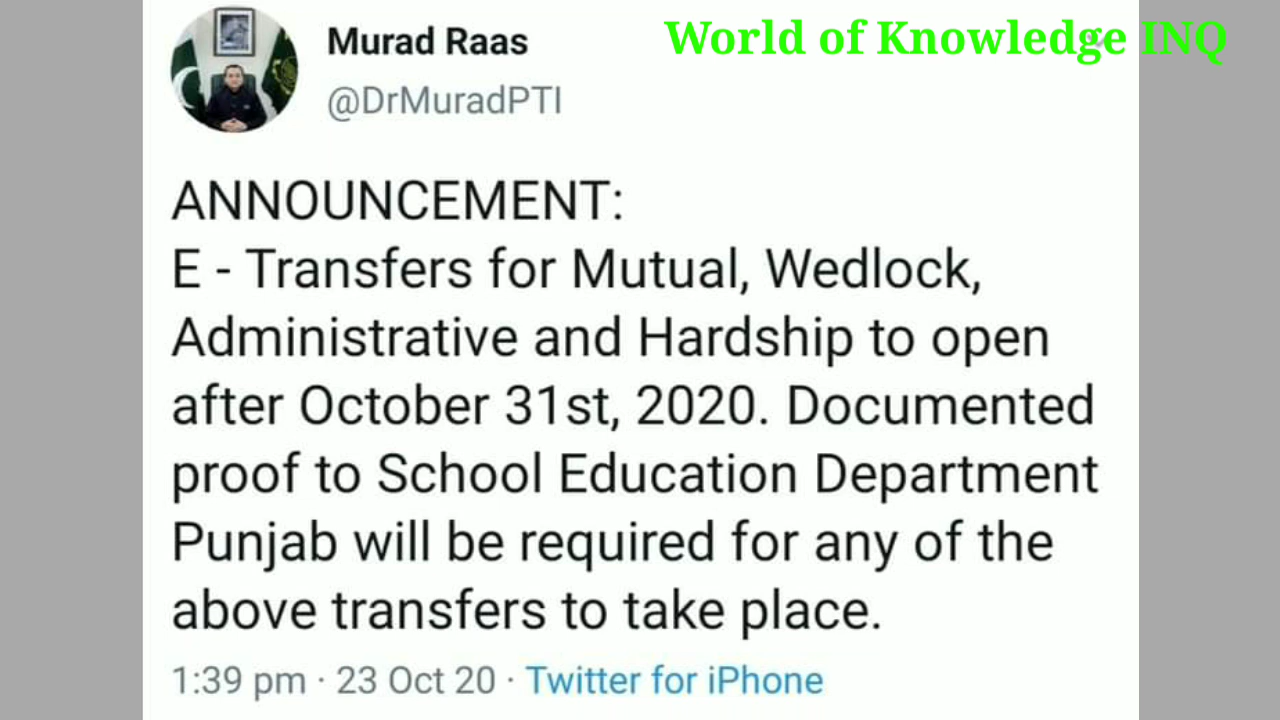 Murad Raas
World of Knowledge INQ
@DrMuradPTI
ANNOUNCEMENT:
E - Transfers for Mutual, Wedlock,
Administrative and Hardship to open
after October 31st, 2020. Documented
proof to School Education Department
Punjab will be required for any of the
above transfers to take place.
1:39 pm · 23 Oct 20 · Twitter for iPhone